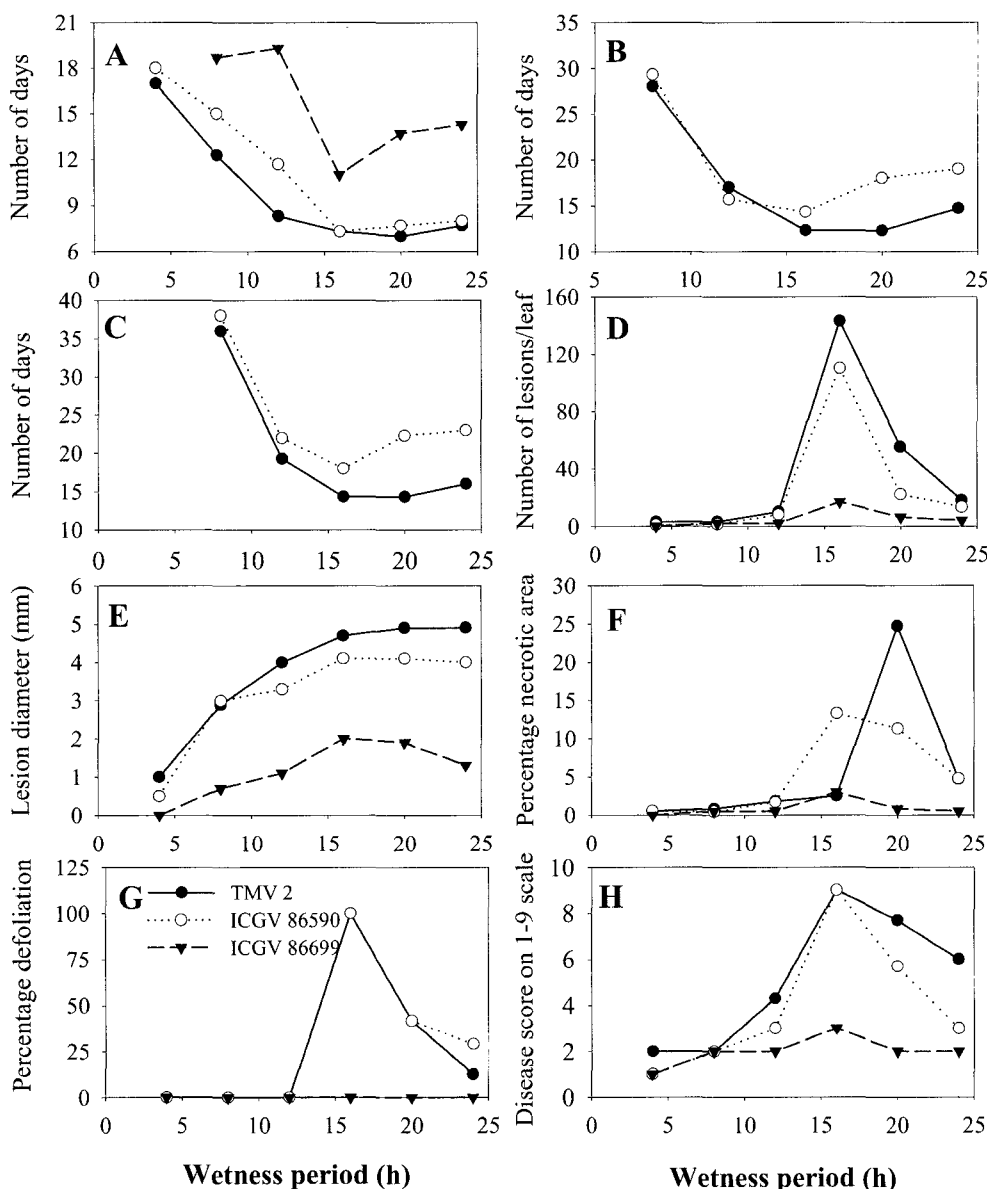 A
Number of days
21
18
15
12
9
6
0 5 10 15 20 25
B
Number of days
35
30
25
20
15
10
5 10 15 20 25
C
Number of days
40
35
30
25
20
15
10
0 5 10 15 20 25
D
Number of lesions/leaf
160
120
80
40
0
0 5 10 15 20 25
E
Lesion diameter (mm)
6
5
4
3
2
1
0
0 5 10 15 20 25
F
Percentage necrotic area
30
25
20
15
10
5
0
0 5 10 15 20 25
G
Percentage defoliation
125
100
75
50
25
0
TMV 2
ICGV 86590
ICGV 86699
0 5 10 15 20 25
Wetness period (h)
H
Disease score on 1-9 scale
10
8
6
4
2
0
0 5 10 15 20 25
Wetness period (h)